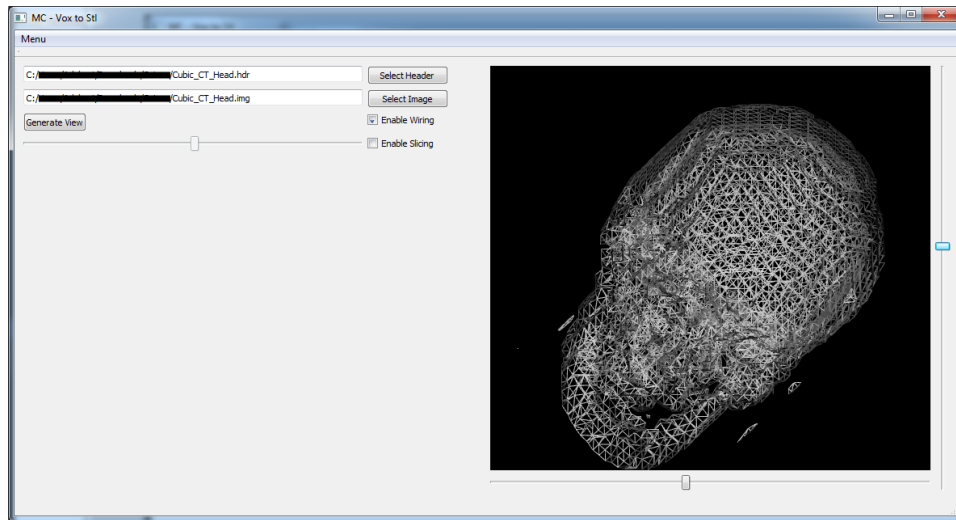 MC - Vox to Stl
Menu
C:/ /Cubic_CT_Head.hdr
Select Header
C:/ /Cubic_CT_Head.img
Select Image
Generate View
Enable Wiring
Enable Slicing